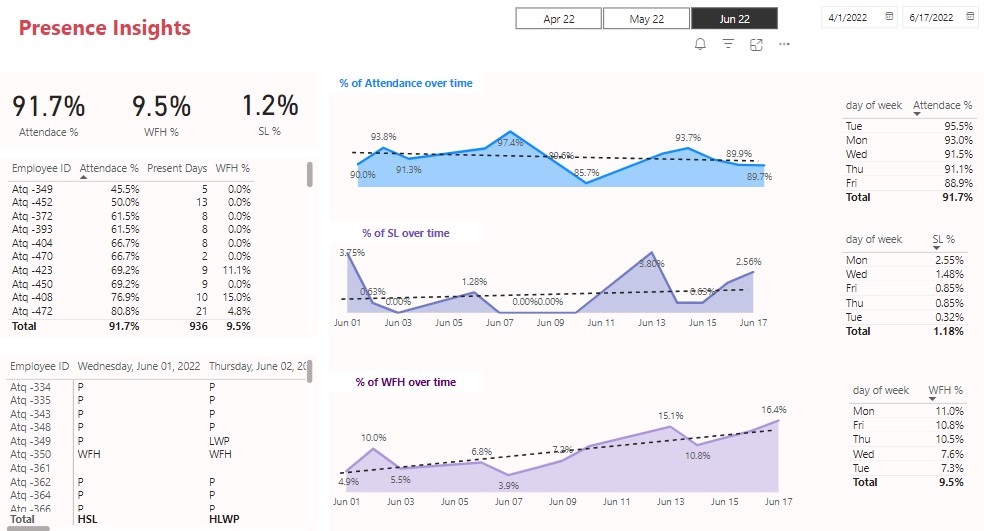 Presence Insights
Apr 22
May 22
Jun 22
4/1/2022
6/17/2022
91.7%
Attendace %
9.5%
WFH %
1.2%
SL %
Employee ID Attendace % Present Days WFH %
Atq -349 45.5% 5 0.0%
Atq -452 50.0% 13 0.0%
Atq -372 61.5% 8 0.0%
Atq -393 61.5% 8 0.0%
Atq -404 66.7% 8 0.0%
Atq -470 66.7% 2 0.0%
Atq -423 69.2% 9 11.1%
Atq -450 69.2% 9 0.0%
Atq -408 76.9% 10 15.0%
Atq -472 80.8% 21 4.8%
Total 91.7% 936 9.5%
Employee ID Wednesday, June 01, 2022 Thursday, June 02, 20
Atq -334 P P
Atq -335 P P
Atq -343 P P
Atq -348 P P
Atq -349 P LWP
Atq -350 WFH WFH
Atq -361
Atq -362 P P
Atq -364 P P
Atq -366 P P
Total HSL HLWP
% of Attendance over time
90.0%
93.8%
91.3%
97.4%
89.6%
85.7%
93.7%
89.9%
89.7%
% of SL over time
3.75%
0.63%
0.00%
1.28%
0.00%
0.00%
3.80%
0.63%
2.56%
Jun 01 Jun 03 Jun 05 Jun 07 Jun 09 Jun 11 Jun 13 Jun 15 Jun 17
% of WFH over time
4.9%
10.0%
5.5%
6.8%
3.9%
7.2%
15.1%
10.8%
16.4%
Jun 01 Jun 03 Jun 05 Jun 07 Jun 09 Jun 11 Jun 13 Jun 15 Jun 17
day of week Attendace %
Tue 95.5%
Mon 93.0%
Wed 91.5%
Thu 91.1%
Fri 88.9%
Total 91.7%
day of week SL %
Mon 2.55%
Wed 1.48%
Fri 0.85%
Thu 0.85%
Tue 0.32%
Total 1.18%
day of week WFH %
Mon 11.0%
Fri 10.8%
Thu 10.5%
Wed 7.6%
Tue 7.3%
Total 9.5%